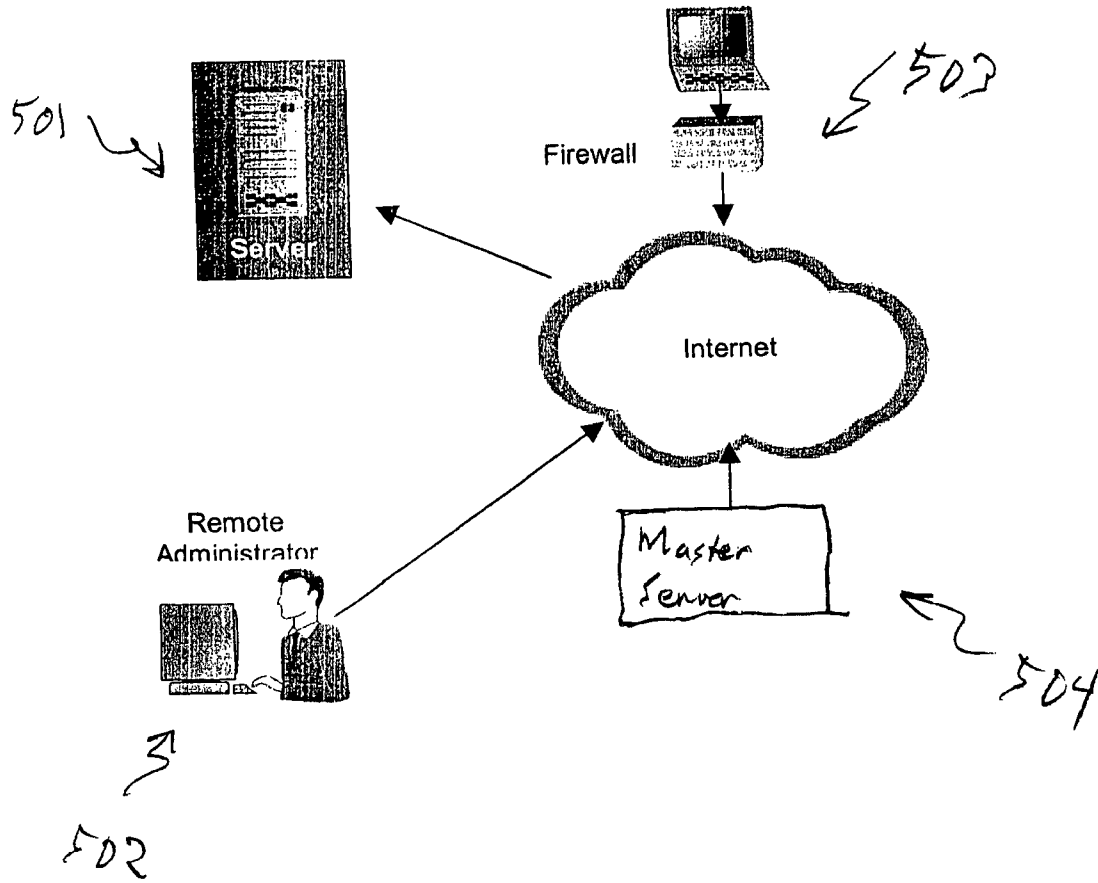 501
503
Firewall
Server
Internet
Remote
Administrator
Master
Server
504
502